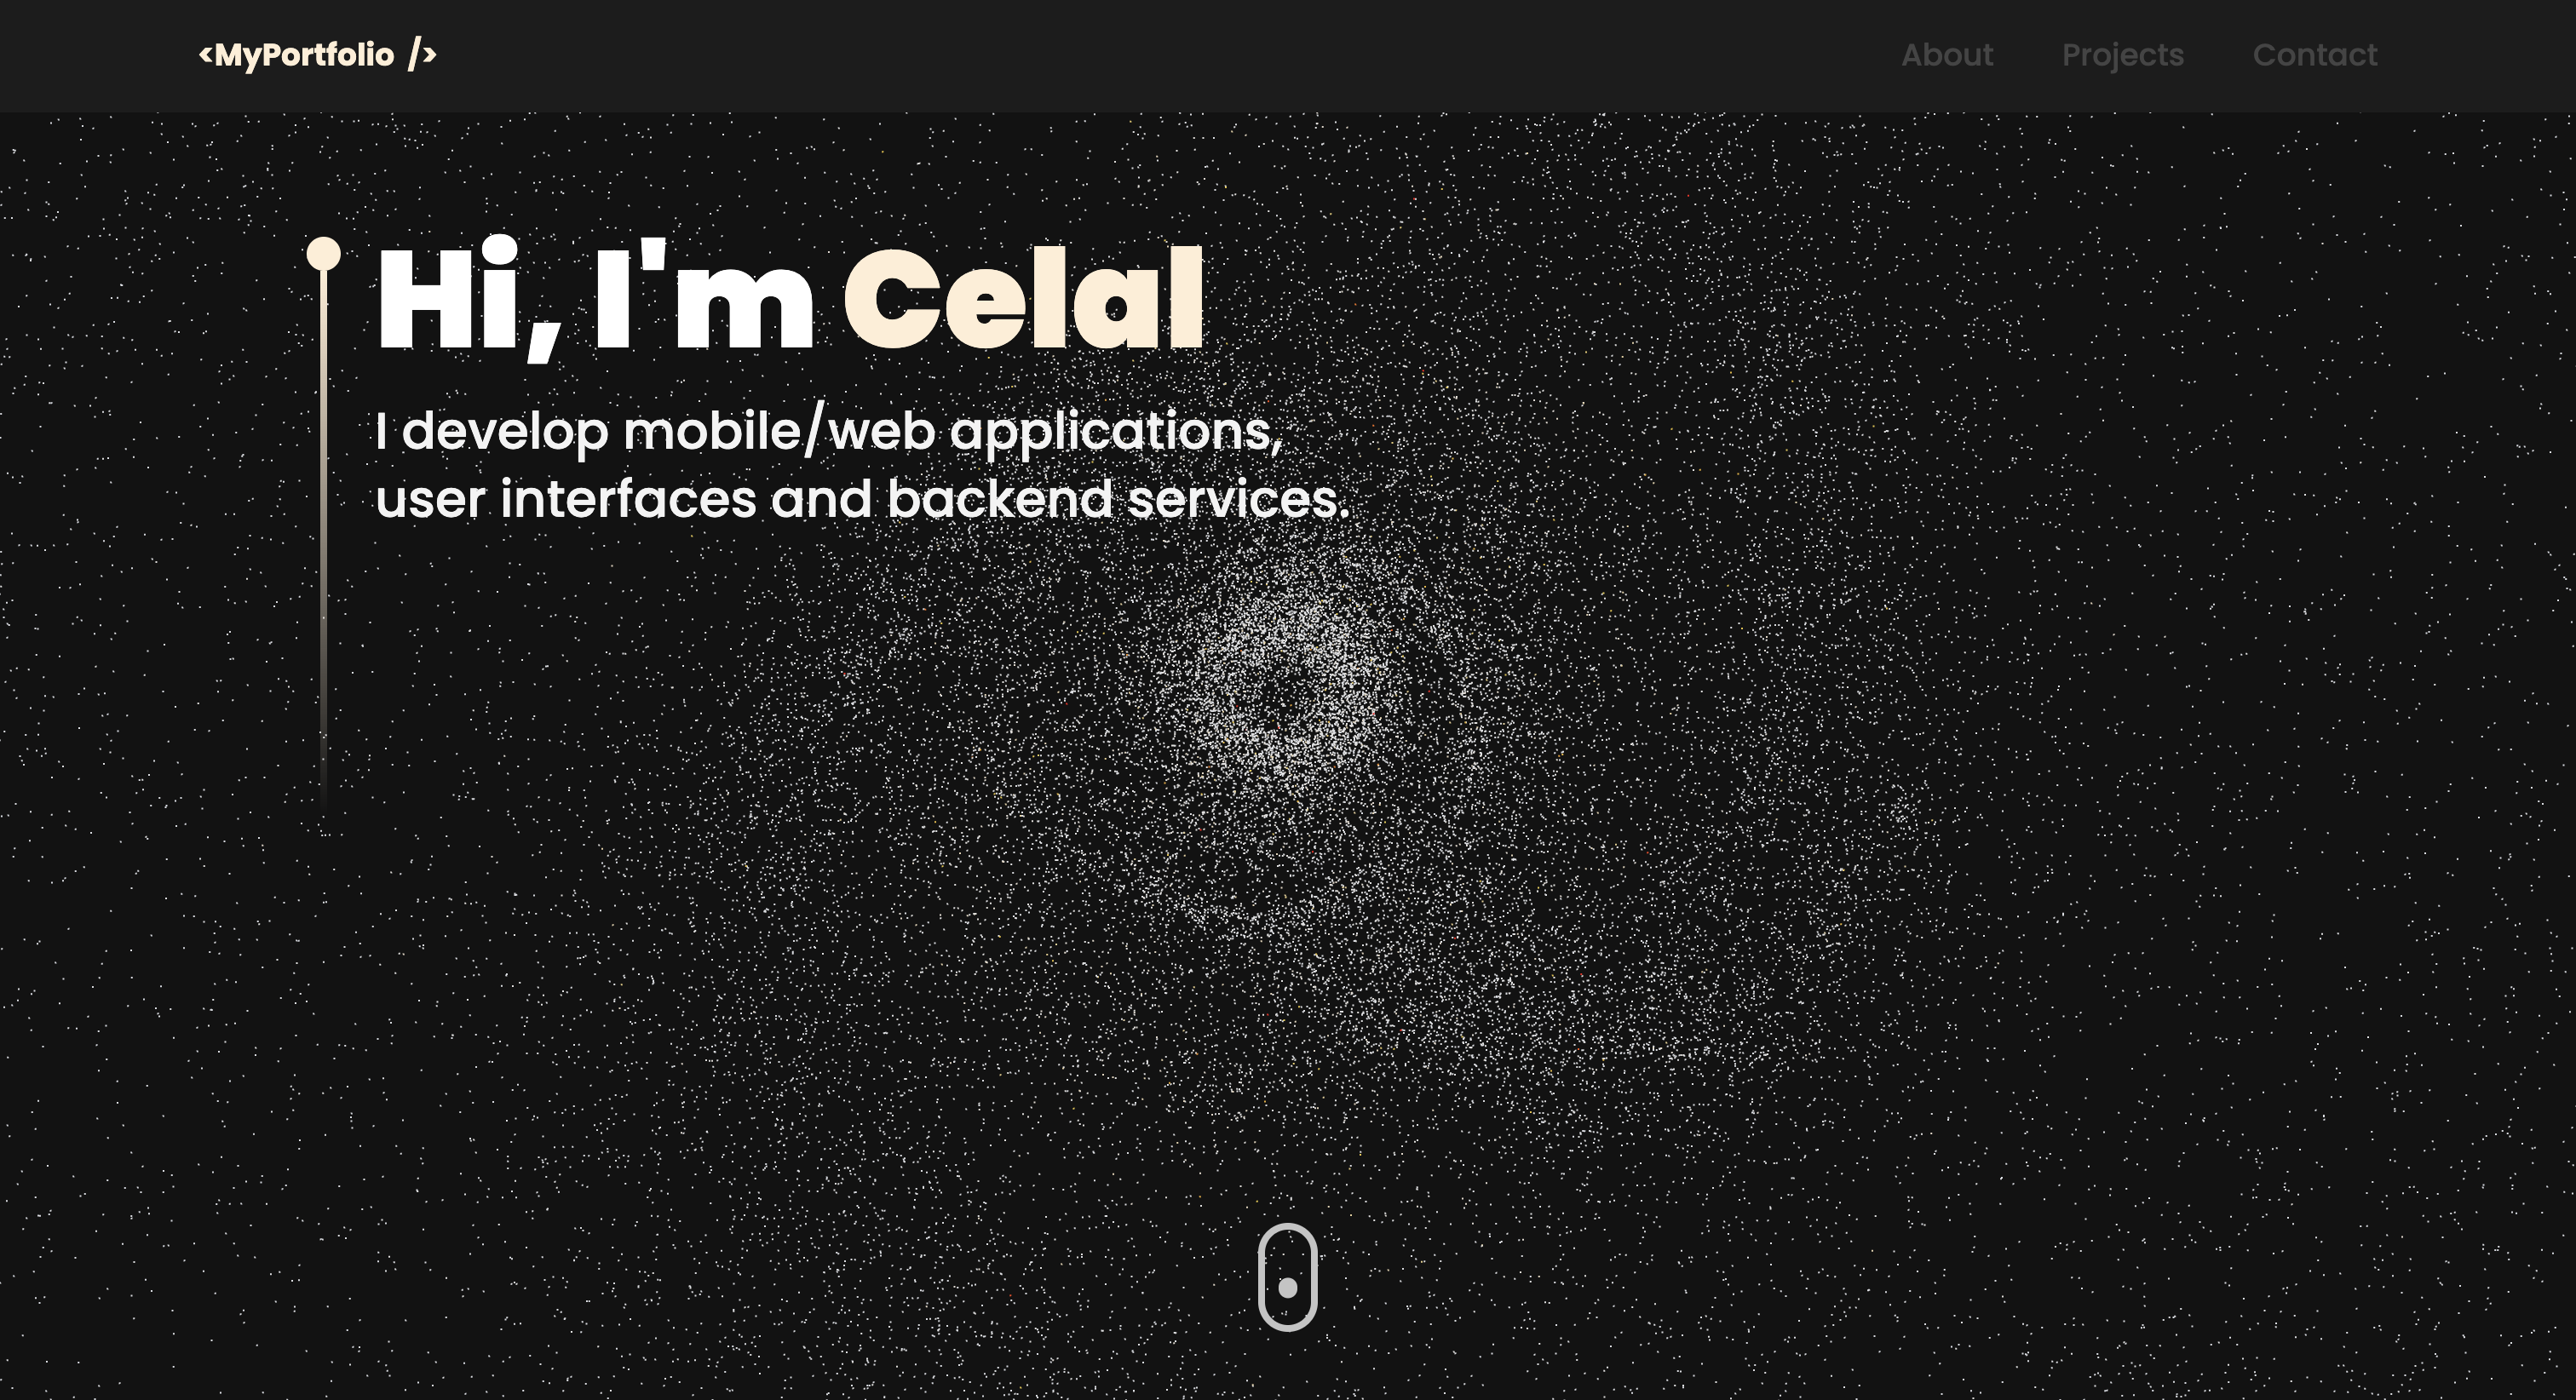 <MyPortfolio />
About Projects Contact
Hi, I'm Celal
I develop mobile/web applications,
user interfaces and backend services.